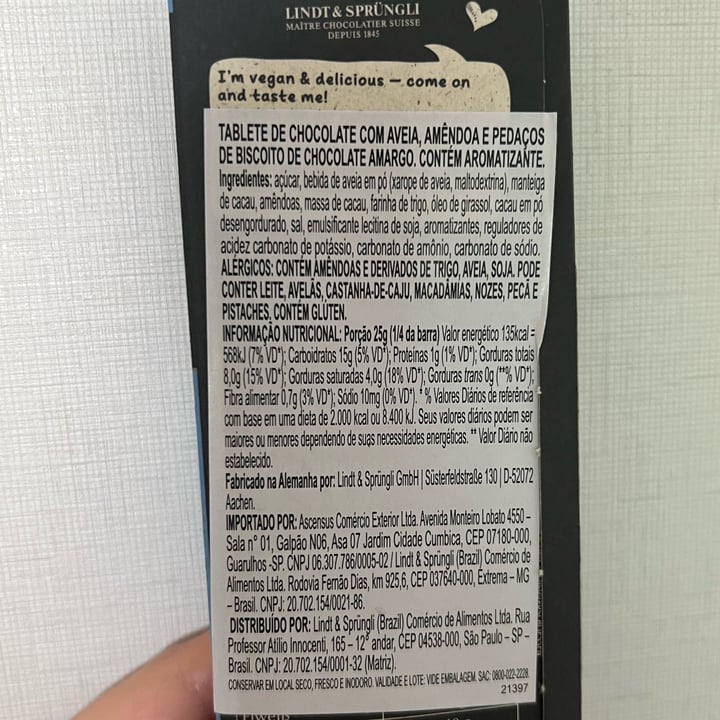 LINDT & SPRÜNGLI
MAÎTRE CHOCOLATIER SUISSE
DEPUIS 1845
I'm vegan & delicious – come on
and taste me!
TABLETE DE CHOCOLATE COM AVEIA, AMÊNDOA E PEDAÇOS
DE BISCOITO DE CHOCOLATE AMARGO. CONTÉM AROMATIZANTE.
Ingredientes: açúcar, bebida de aveia em pó (xarope de aveia, maltodextrina), manteiga
de cacau, amêndoas, massa de cacau, farinha de trigo, óleo de girassol, cacau em pó
desengordurado, sal, emulsificante lecitina de soja, aromatizantes, reguladores de
acidez carbonato de potássio, carbonato de amônio, carbonato de sódio.
ALÉRGICOS: CONTÉM AMÊNDOAS E DERIVADOS DE TRIGO, AVEIA, SOJA. PODE
CONTER LEITE, AVELÃS, CASTANHA-DE-CAJU, MACADÂMIAS, NOZES, PECÃ E
PISTACHES. CONTÉM GLÚTEN.
INFORMAÇÃO NUTRICIONAL: Porção 25g (1/4 da barra) Valor energético 135kcal =
568kJ (7% VD*); Carboidratos 15g (5% VD*); Proteínas 1g (1% VD*); Gorduras totais
8,0g (15% VD*); Gorduras saturadas 4,0g (18% VD*); Gorduras trans 0g (**% VD*);
Fibra alimentar 0,7g (3% VD*); Sódio 10mg (0% VD*). * % Valores Diários de referência
com base em uma dieta de 2.000 kcal ou 8.400 kJ. Seus valores diários podem ser
maiores ou menores dependendo de suas necessidades energéticas. ** Valor Diário não
estabelecido.
Fabricado na Alemanha por: Lindt & Sprüngli GmbH | Süsterfeldstraße 130 | D-52072
Aachen.
IMPORTADO POR: Ascensus Comércio Exterior Ltda. Avenida Monteiro Lobato 4550 –
Sala n° 01, Galpão N06, Asa 07 Jardim Cidade Cumbica, CEP 07180-000,
Guarulhos -SP. CNPJ 06.307.786/0005-02 / Lindt & Sprüngli (Brazil) Comércio de
Alimentos Ltda. Rodovia Fernão Dias, km 925,6, CEP 037640-000, Extrema – MG
– Brasil. CNPJ: 20.702.154/0021-86.
DISTRIBUÍDO POR: Lindt & Sprüngli (Brazil) Comércio de Alimentos Ltda. Rua
Professor Atílio Innocenti, 165 – 12° andar, CEP 04538-000, São Paulo – SP –
Brasil. CNPJ: 20.702.154/0001-32 (Matriz).
CONSERVAR EM LOCAL SECO, FRESCO E INODORO. VALIDADE E LOTE: VIDE EMBALAGEM. SAC: 0800-022-2228.
21397